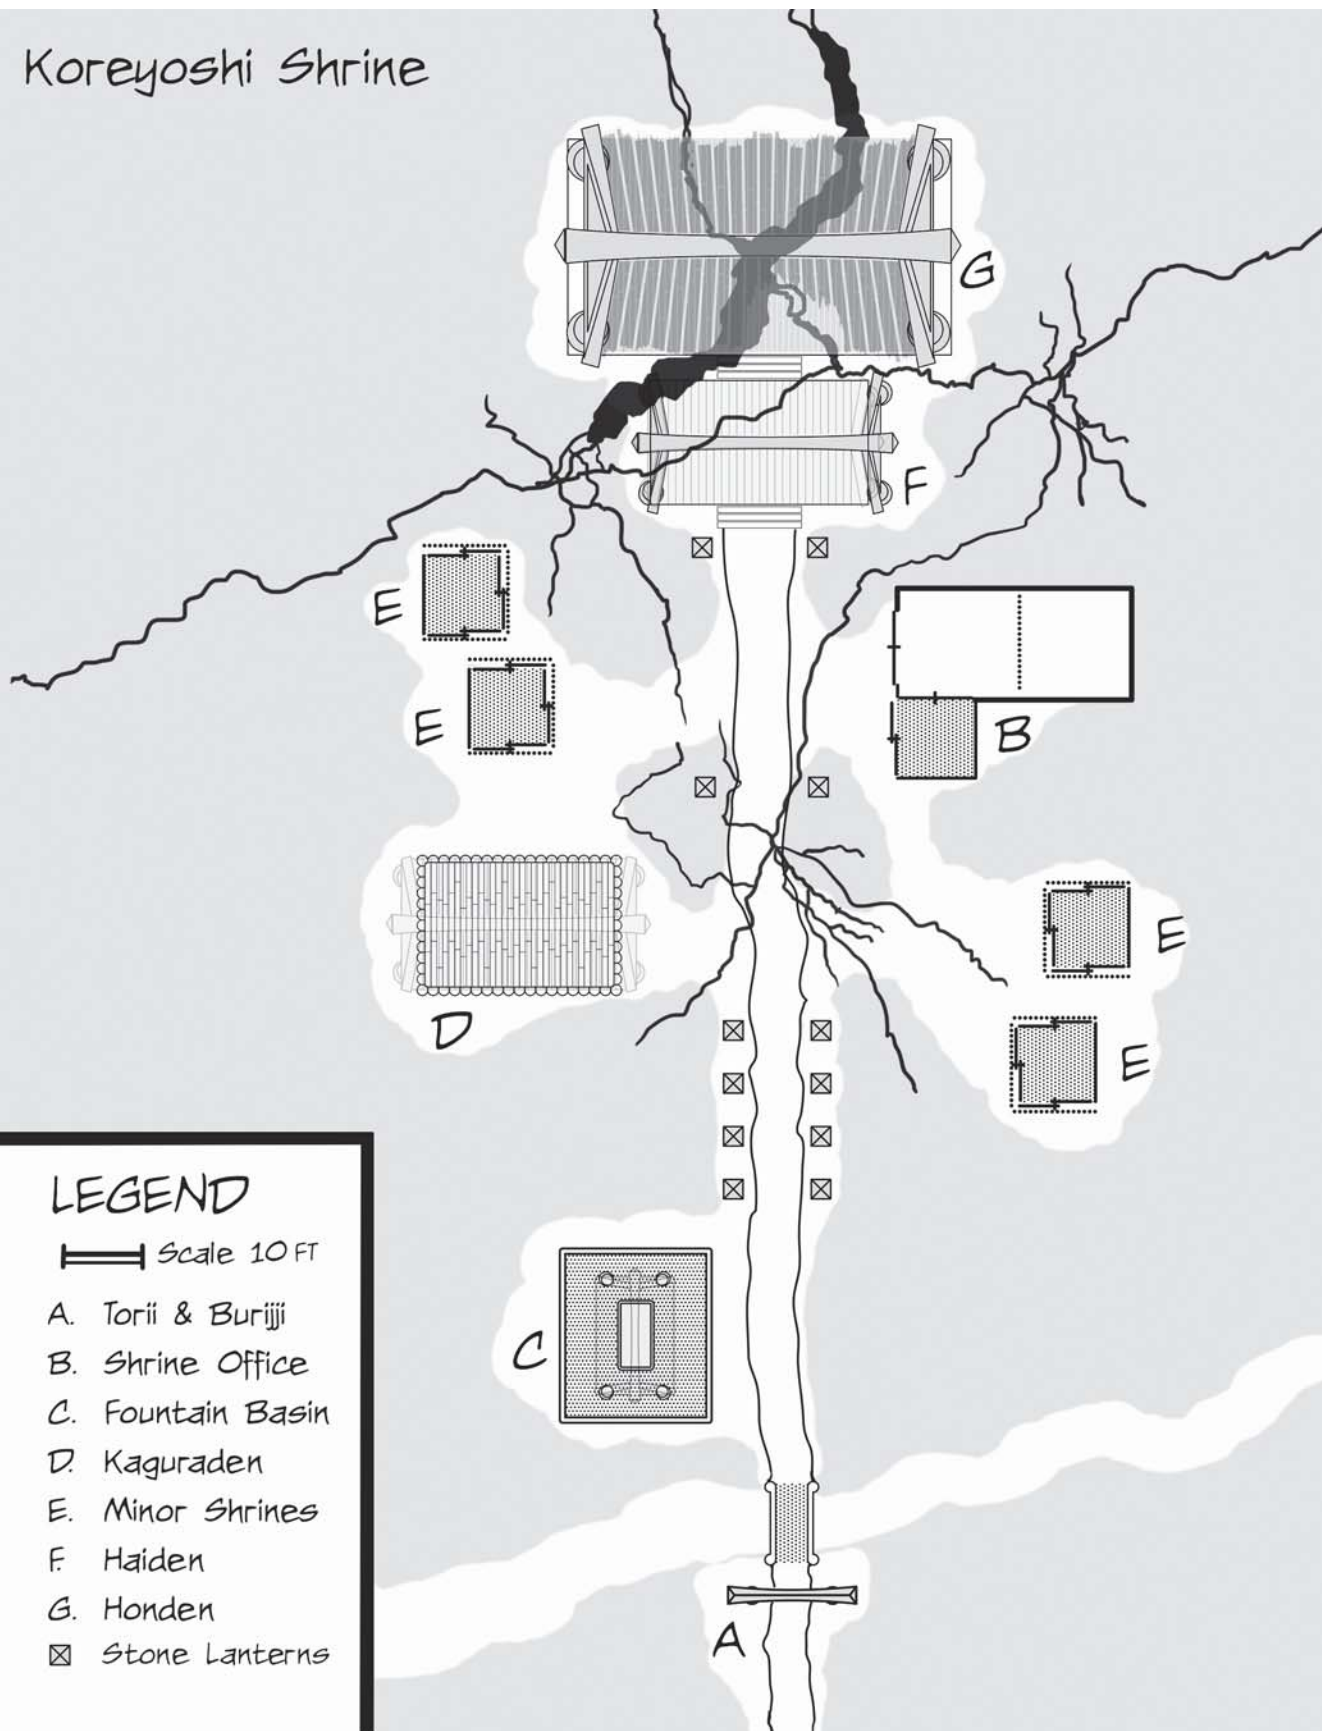 Koreyoshi Shrine
G
F
E
E
B
E
D
E
C
A
LEGEND
Scale 10 FT
A. Torii & Burijji
B. Shrine Office
C. Fountain Basin
D. Kaguraden
E. Minor Shrines
F. Haiden
G. Honden
Stone Lanterns